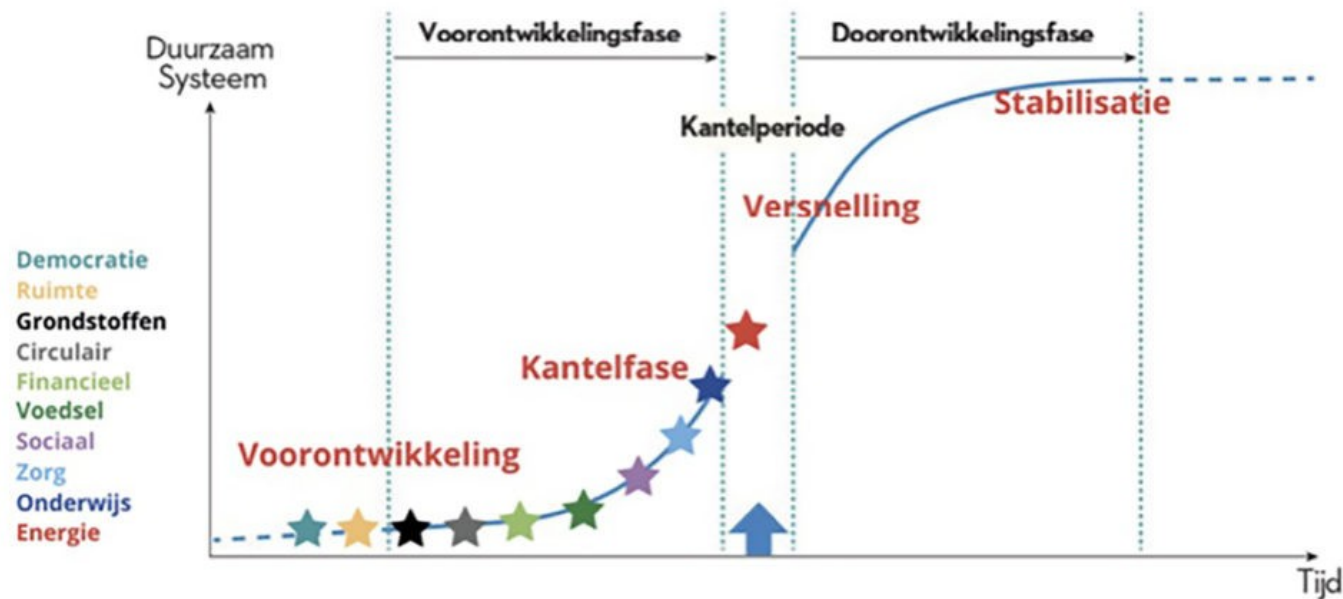 Voorontwikkelingsfase
Doorontwikkelingsfase
Duurzaam
Systeem
Kantelperiode
Stabilisatie
Versnelling
Democratie
Ruimte
Grondstoffen
Circulair
Financieel
Voedsel
Sociaal
Zorg
Onderwijs
Energie
Kantelfase
Voorontwikkeling
Tijd